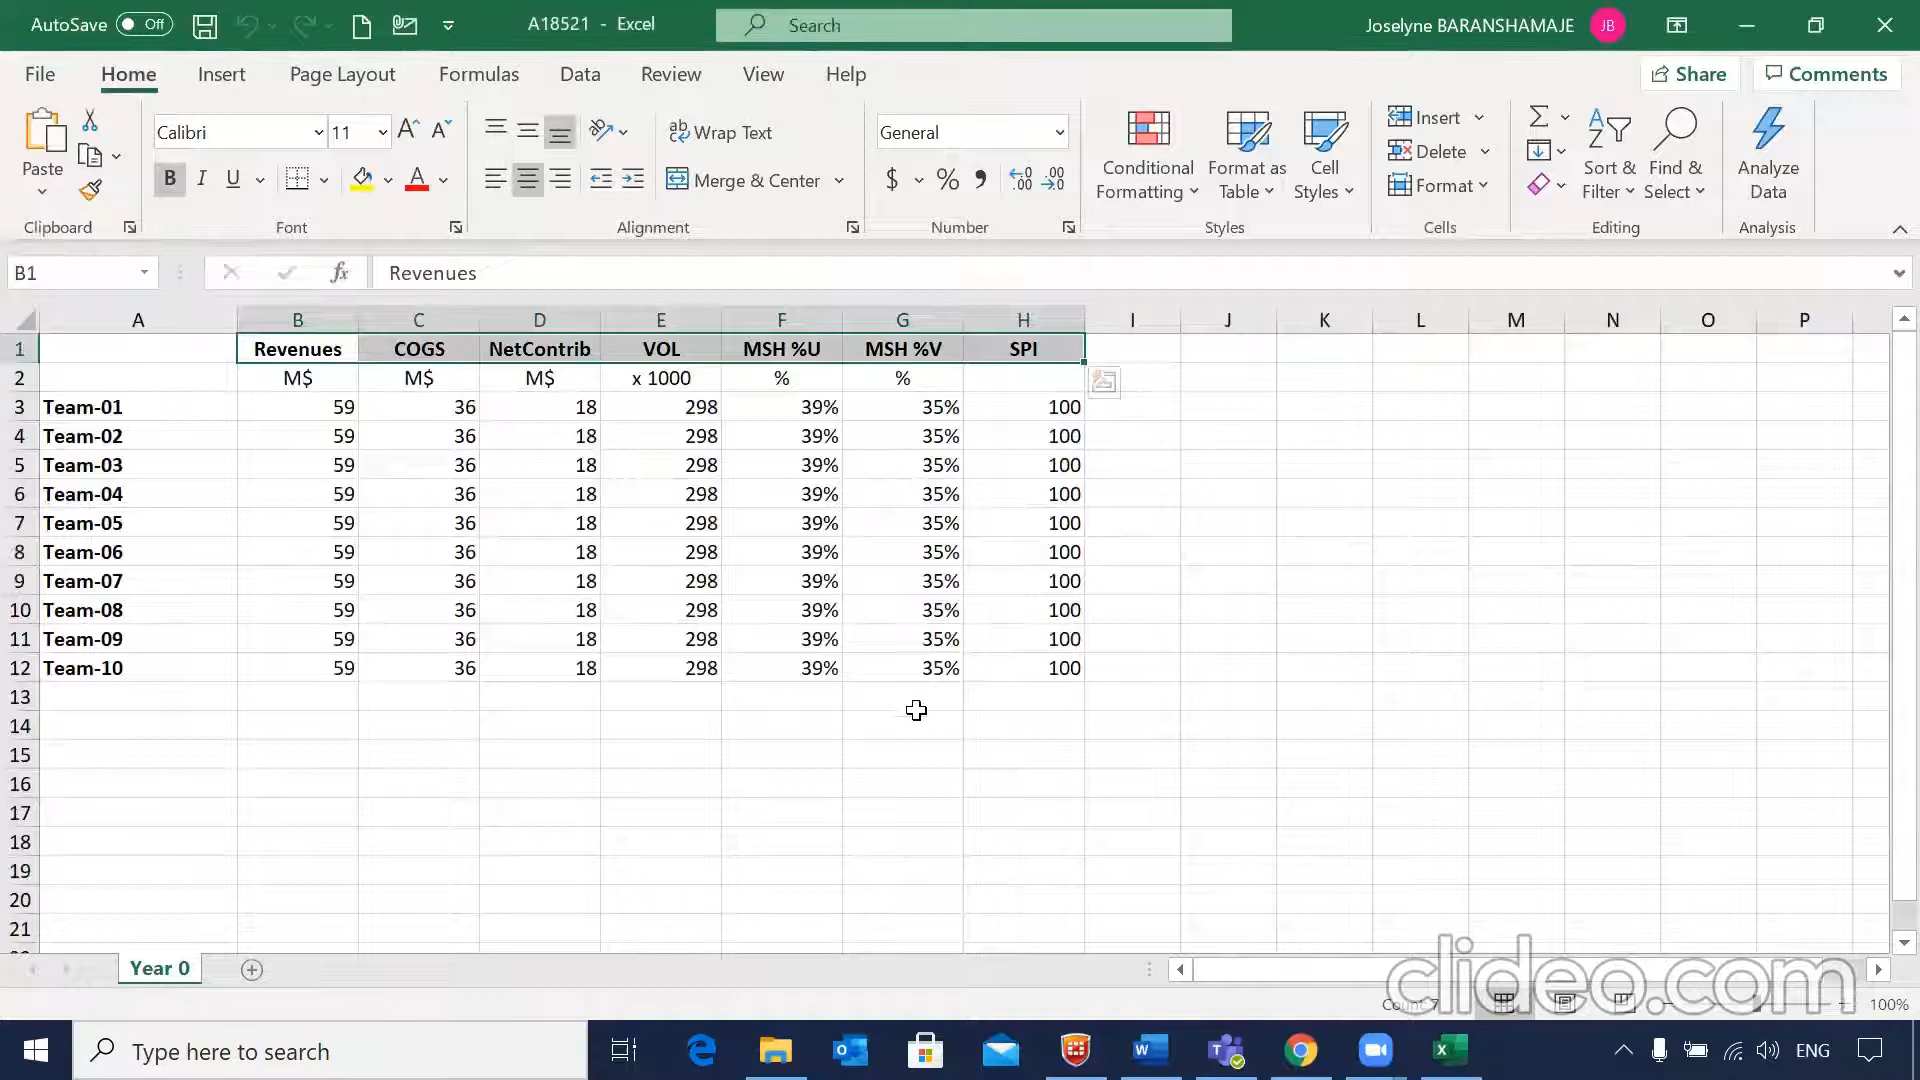 AutoSave Off A18521 - Excel Search Joselyne BARANSHAMAJE JB
File Home Insert Page Layout Formulas Data Review View Help Share Comments
Paste Calibri 11 Wrap Text General Conditional Formatting Format as Table Cell Styles Insert Sort & Filter Find & Select Analyze Data
B I U Merge & Center $ % Delete
Format
Clipboard Font Alignment Number Styles Cells Editing Analysis
B1 fx Revenues
A B C D E F G H I J K L M N O P
1 Revenues COGS NetContrib VOL MSH %U MSH %V SPI
2 M$ M$ M$ x 1000 % %
3 Team-01 59 36 18 298 39% 35% 100
4 Team-02 59 36 18 298 39% 35% 100
5 Team-03 59 36 18 298 39% 35% 100
6 Team-04 59 36 18 298 39% 35% 100
7 Team-05 59 36 18 298 39% 35% 100
8 Team-06 59 36 18 298 39% 35% 100
9 Team-07 59 36 18 298 39% 35% 100
10 Team-08 59 36 18 298 39% 35% 100
11 Team-09 59 36 18 298 39% 35% 100
12 Team-10 59 36 18 298 39% 35% 100
13
14
15
16
17
18
19
20
21
Year 0
clideo.com
Count: 7 100%
Type here to search ENG